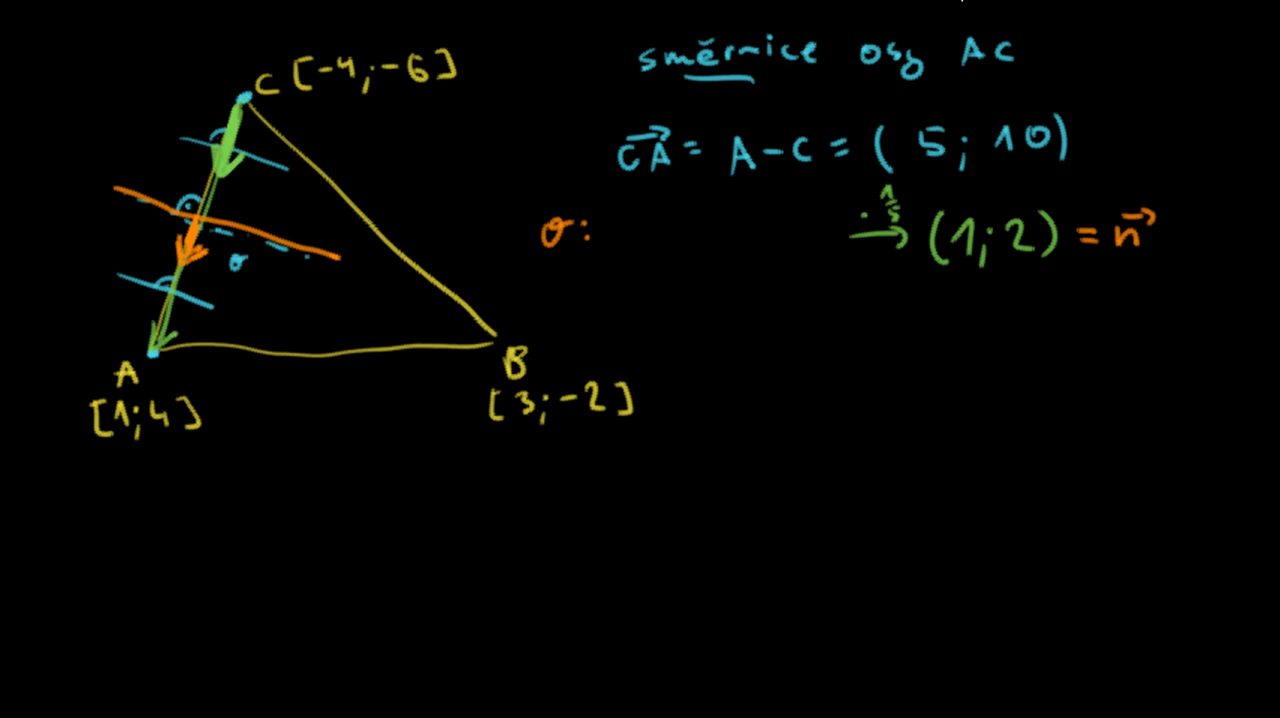 směrnice osy AC
C [-4;-6]
CA→ = A-C = (5; 10)
σ: · 1/5 → (1;2) = n→
σ
A
[1;4]
B
[3;-2]